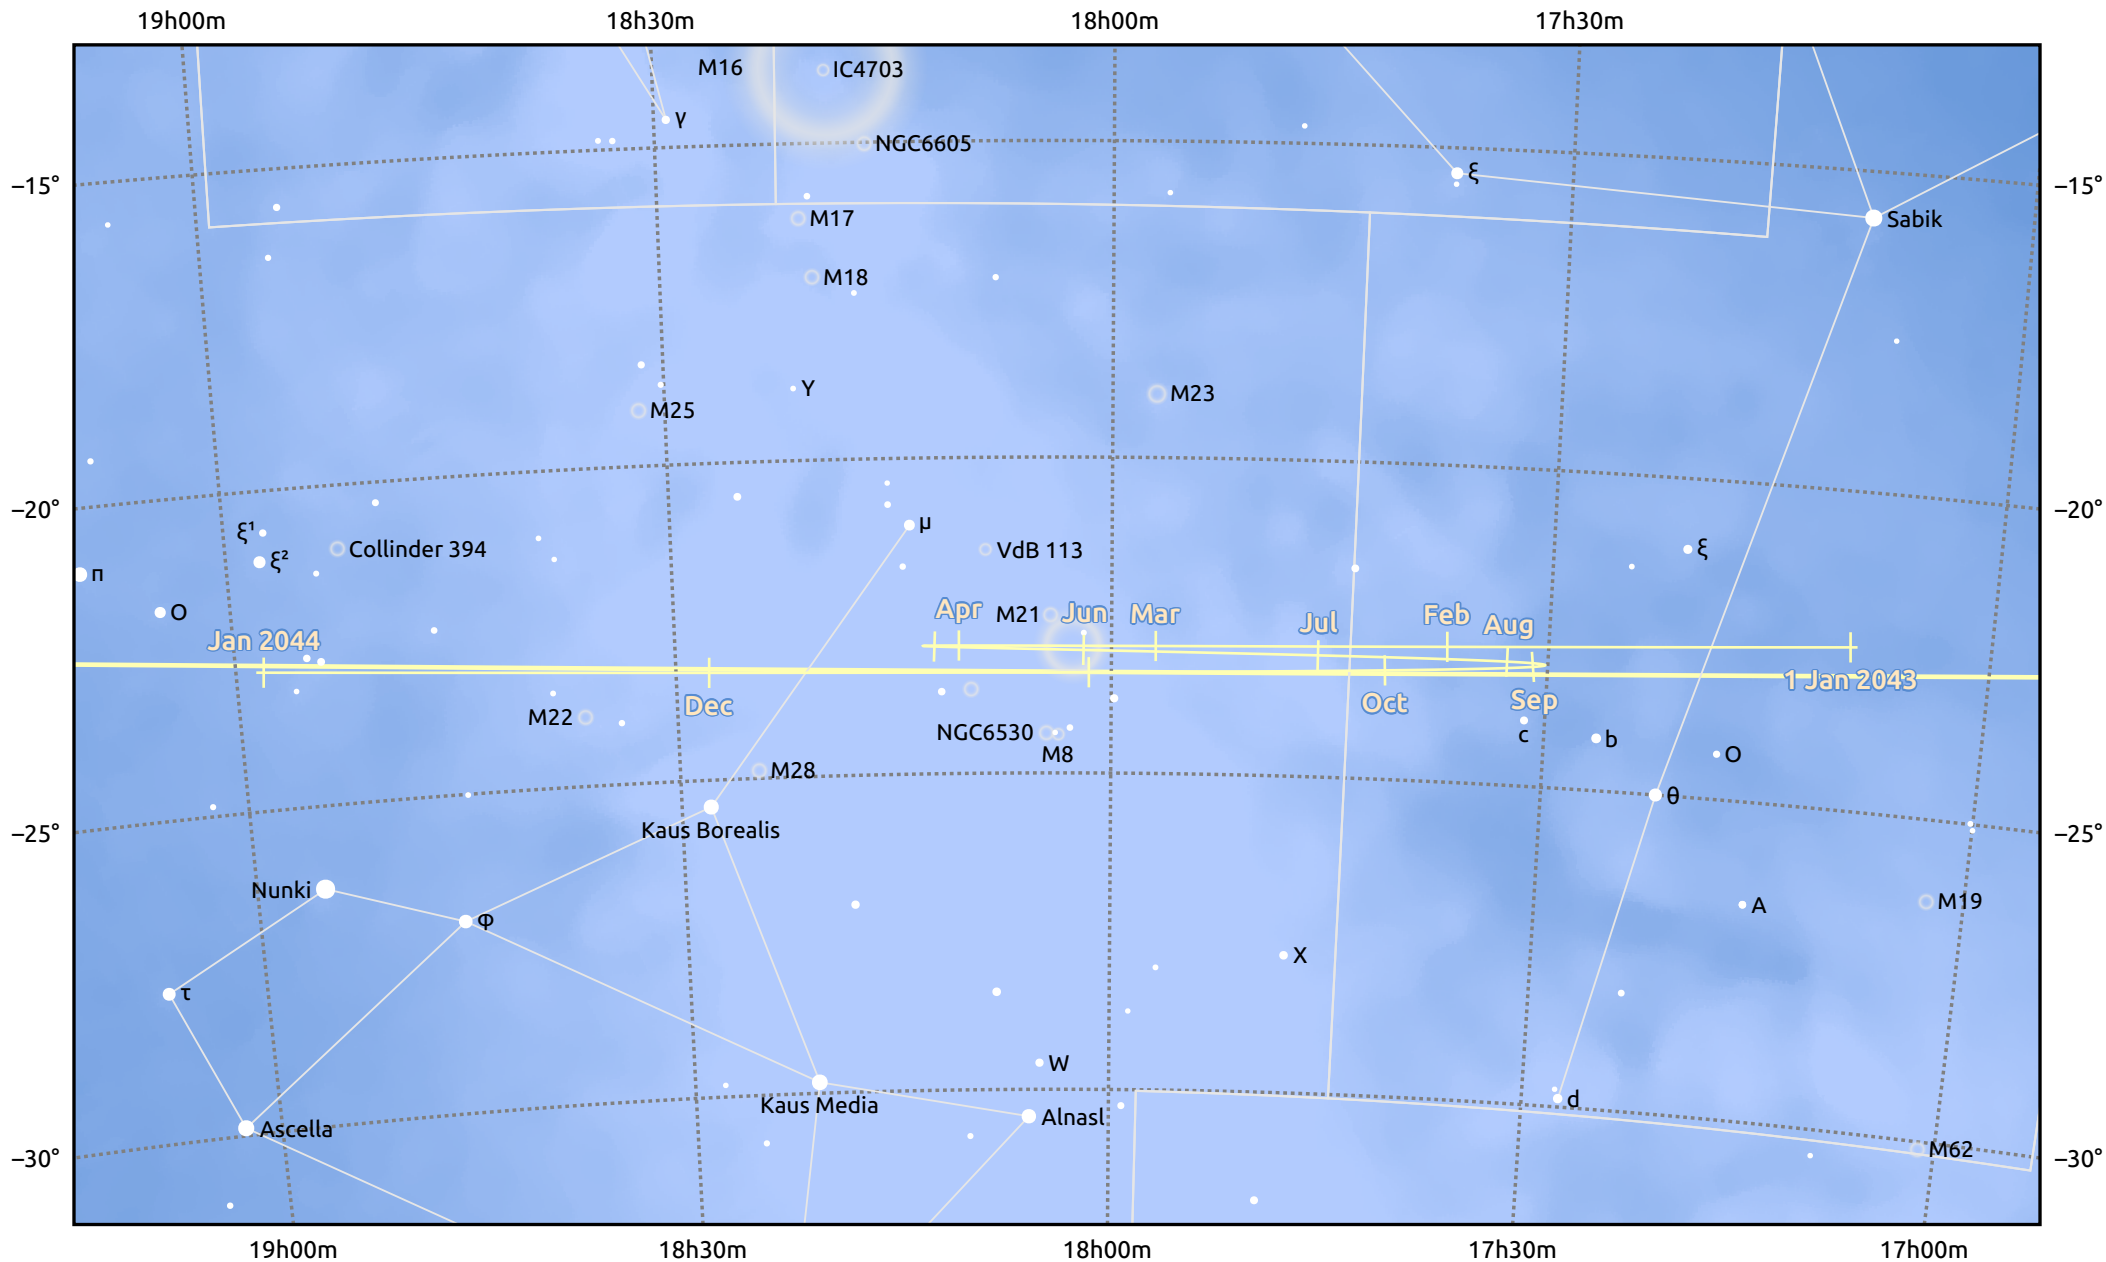 19h00m 18h30m 18h00m 17h30m
M16 IC4703
γ
NGC6605
ξ
−15° −15°
M17 Sabik
M18
Υ
M23
M25
−20° −20°
ξ¹ μ
Collinder 394 VdB 113 ξ
ξ²
π
ο Apr M21 Jun Mar Jul Feb Aug
Jan 2044
1 Jan 2043
Dec Oct Sep
M22
NGC6530 c b ο
M8
M28
θ
Kaus Borealis
−25° −25°
Nunki
φ A M19
X
τ
W
Kaus Media Alnasl d
Ascella
M62
−30° −30°
19h00m 18h30m 18h00m 17h30m 17h00m